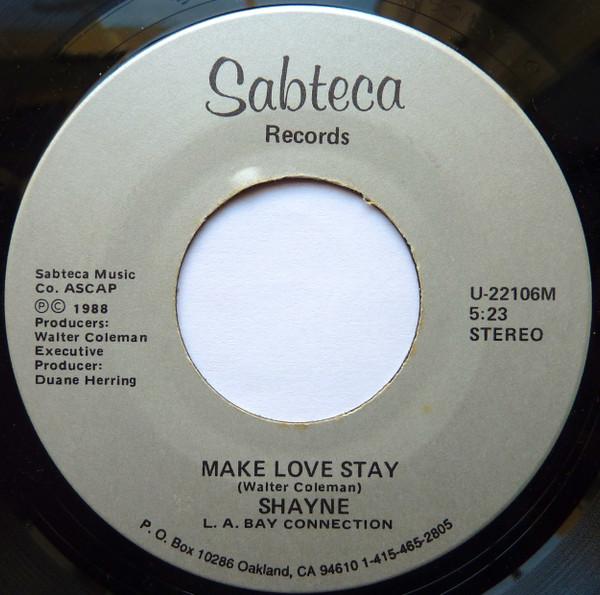 Sabteca
Records
Sabteca Music
Co. ASCAP
ⓅⒸ 1988
Producers:
Walter Coleman
Executive
Producer:
Duane Herring
U-22106M
5:23
STEREO
MAKE LOVE STAY
(Walter Coleman)
SHAYNE
L. A. BAY CONNECTION
P. O. Box 10286 Oakland, CA 94610 1-415-465-2805